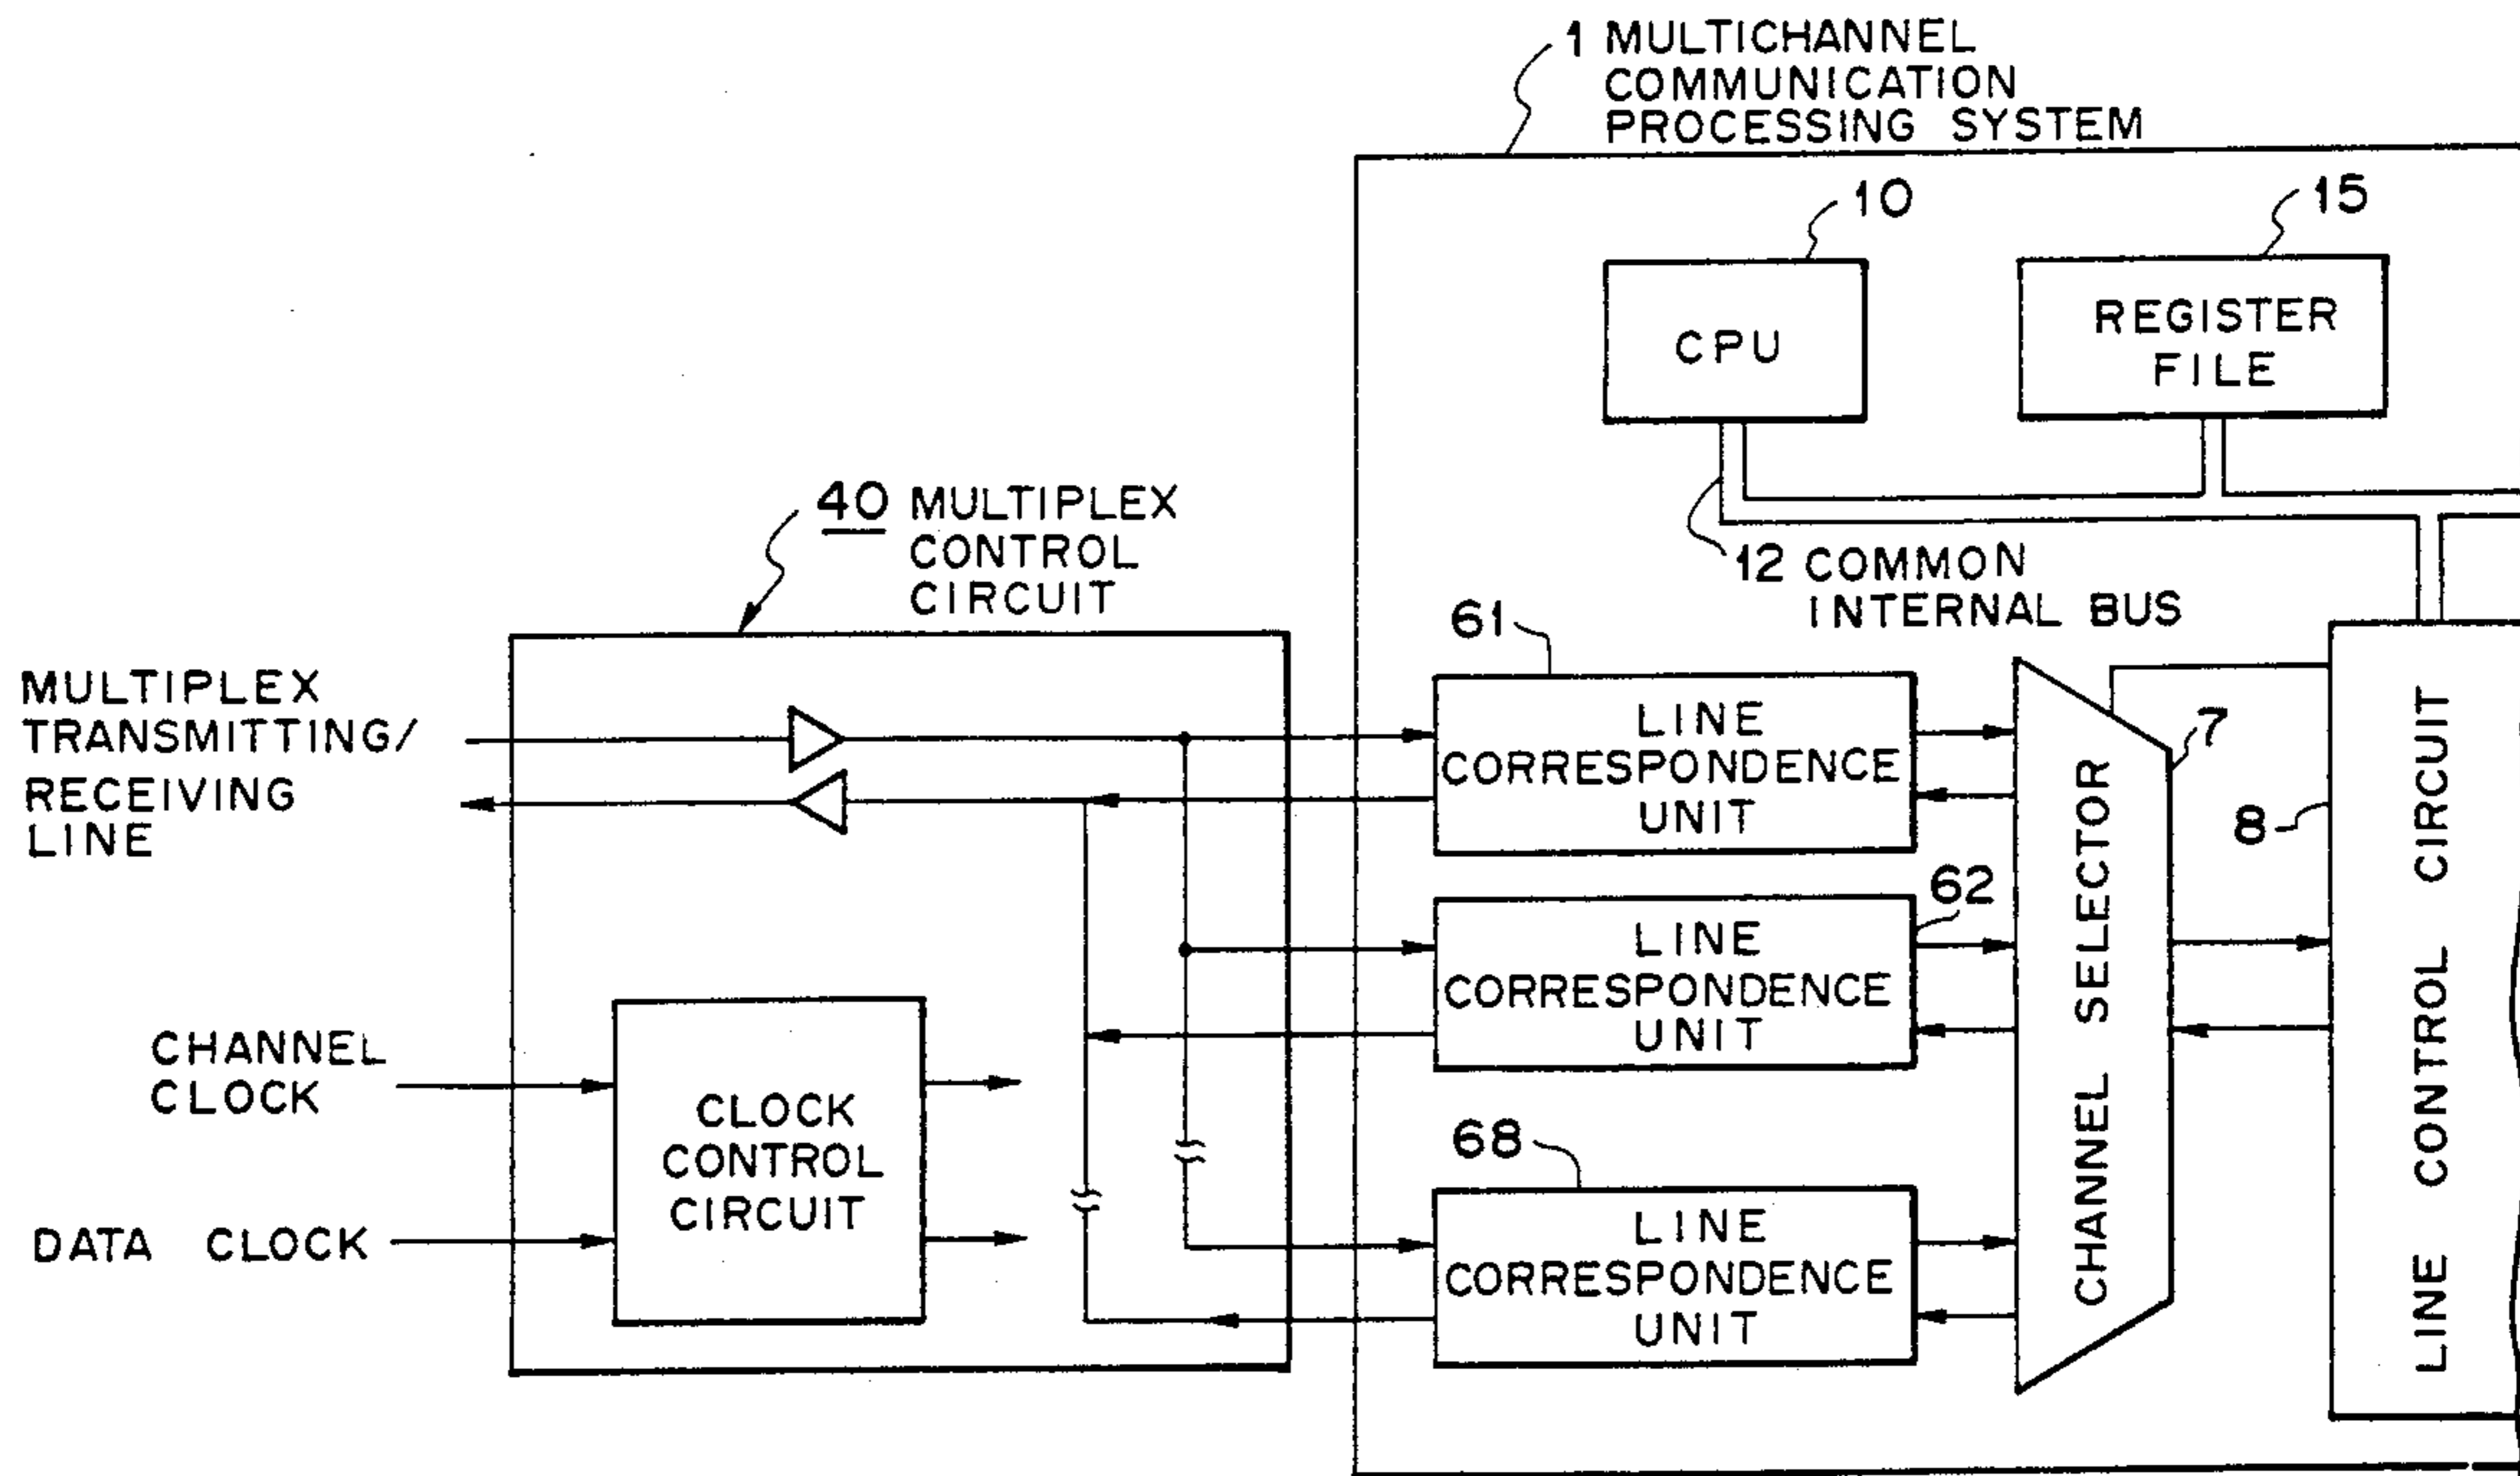 1 MULTICHANNEL
COMMUNICATION
PROCESSING SYSTEM
10
15
CPU
REGISTER
FILE
40 MULTIPLEX
CONTROL
CIRCUIT
12 COMMON
INTERNAL BUS
MULTIPLEX
TRANSMITTING/
RECEIVING
LINE
61
LINE
CORRESPONDENCE
UNIT
62
LINE
CORRESPONDENCE
UNIT
68
LINE
CORRESPONDENCE
UNIT
7
CHANNEL SELECTOR
8
LINE CONTROL CIRCUIT
CHANNEL
CLOCK
DATA CLOCK
CLOCK
CONTROL
CIRCUIT